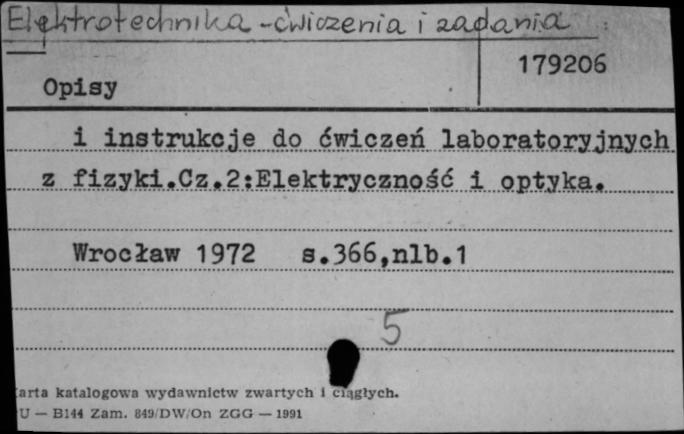 Elektrotechnika - ćwiczenia i zadania
179206
Opisy
i instrukcje do ćwiczeń laboratoryjnych
z fizyki.Cz.2:Elektryczność i optyka.
Wrocław 1972 s.366,nlb.1
5
arta katalogowa wydawnictw zwartych i ciągłych.
U — B144 Zam. 849/DW/On ZGG — 1991